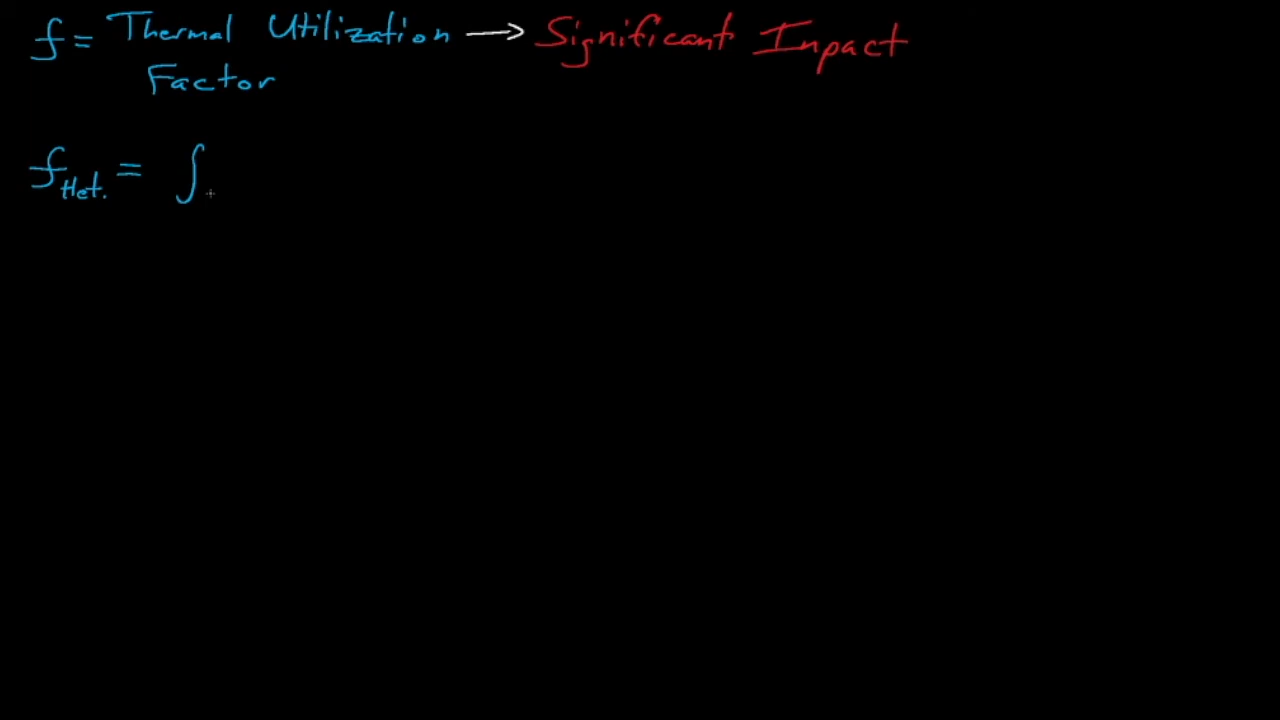 f = Thermal Utilization → Significant Impact
Factor
f_Het. = ∫